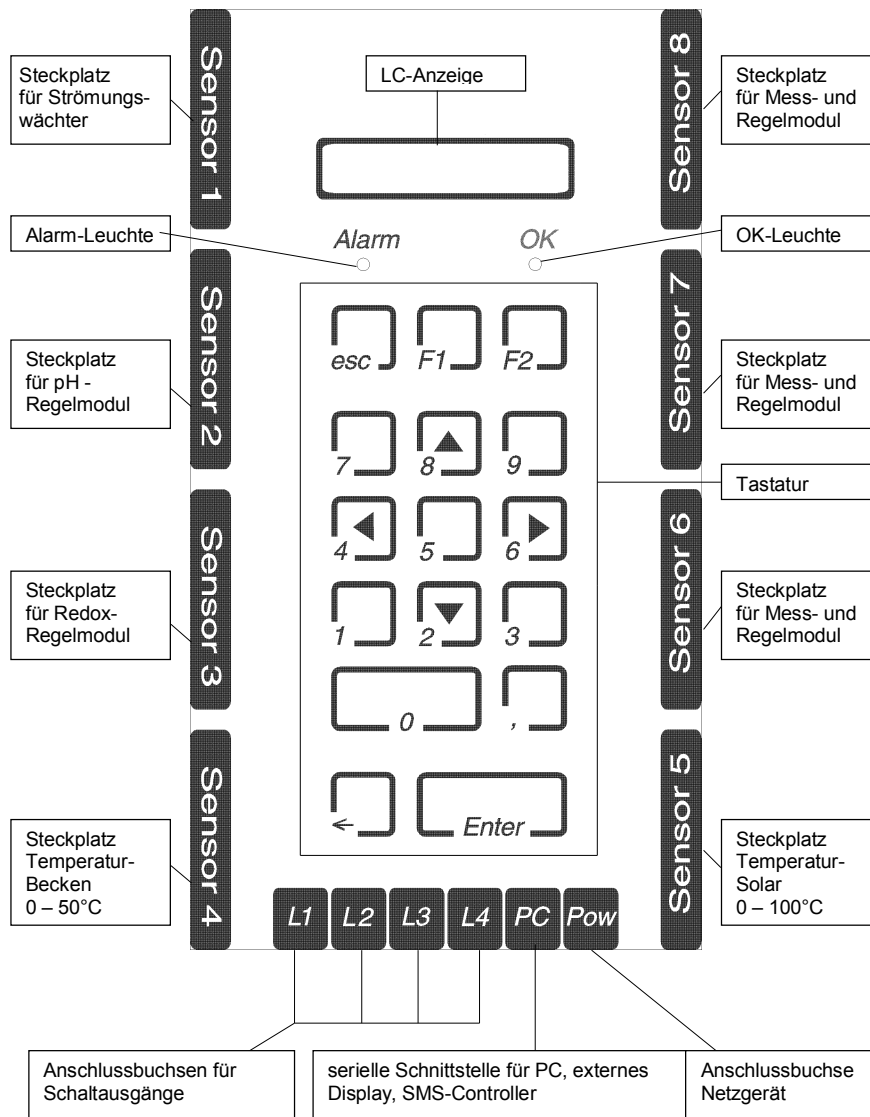 Sensor 1
Sensor 8
Steckplatz
für Strömungs-
wächter
LC-Anzeige
Steckplatz
für Mess- und
Regelmodul
Alarm-Leuchte
Alarm
OK
OK-Leuchte
Sensor 2
Sensor 7
esc
F1
F2
Steckplatz
für pH -
Regelmodul
Steckplatz
für Mess- und
Regelmodul
7
8
9
Tastatur
4
5
6
Sensor 3
Sensor 6
Steckplatz
für Redox-
Regelmodul
Steckplatz
für Mess- und
Regelmodul
1
2
3
0
,
Sensor 4
Sensor 5
←
Enter
Steckplatz
Temperatur-
Becken
0 – 50°C
Steckplatz
Temperatur-
Solar
0 – 100°C
L1
L2
L3
L4
PC
Pow
Anschlussbuchsen für
Schaltausgänge
serielle Schnittstelle für PC, externes
Display, SMS-Controller
Anschlussbuchse
Netzgerät